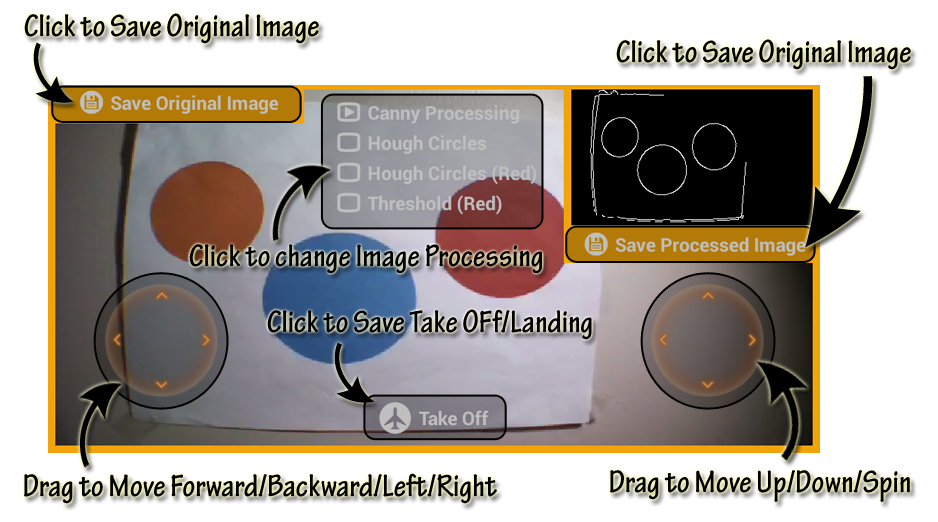 Click to Save Original Image
Click to Save Original Image
Save Original Image
Canny Processing
Hough Circles
Hough Circles (Red)
Threshold (Red)
Save Processed Image
Click to change Image Processing
Click to Save Take OFf/Landing
Take Off
Drag to Move Forward/Backward/Left/Right
Drag to Move Up/Down/Spin